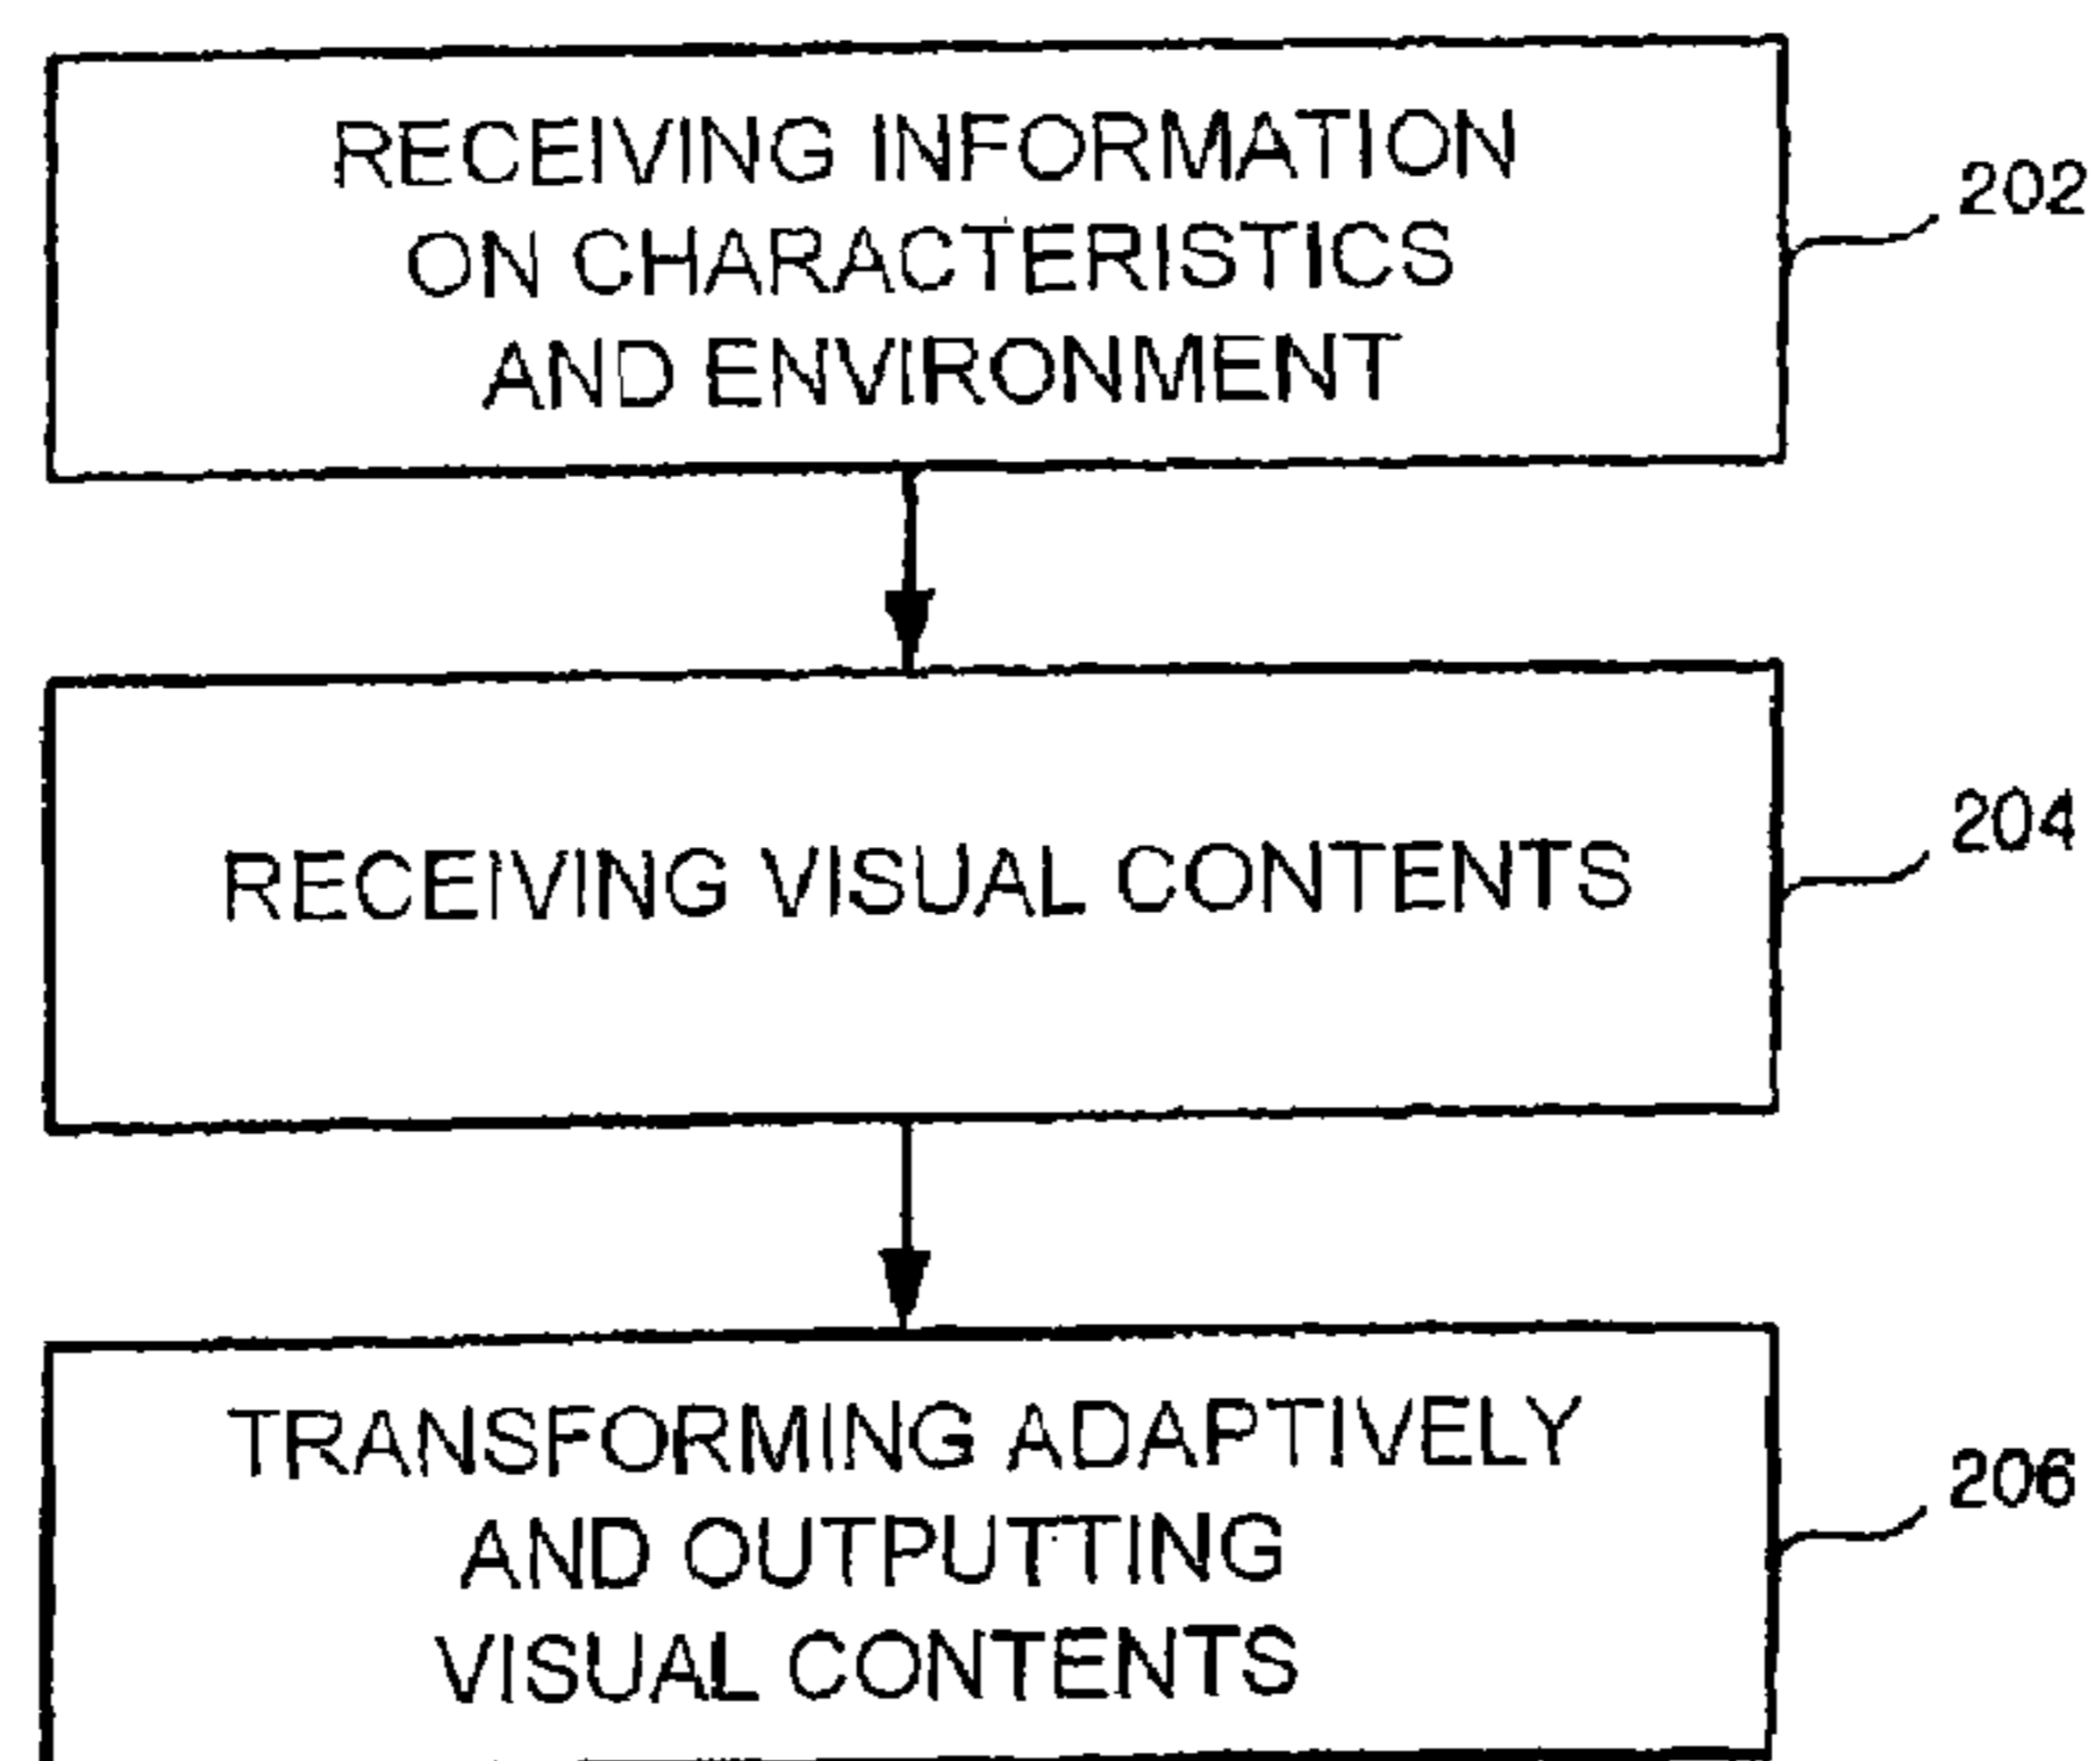 RECEIVING INFORMATION
ON CHARACTERISTICS
AND ENVIRONMENT
202
RECEIVING VISUAL CONTENTS
204
TRANSFORMING ADAPTIVELY
AND OUTPUTTING
VISUAL CONTENTS
206